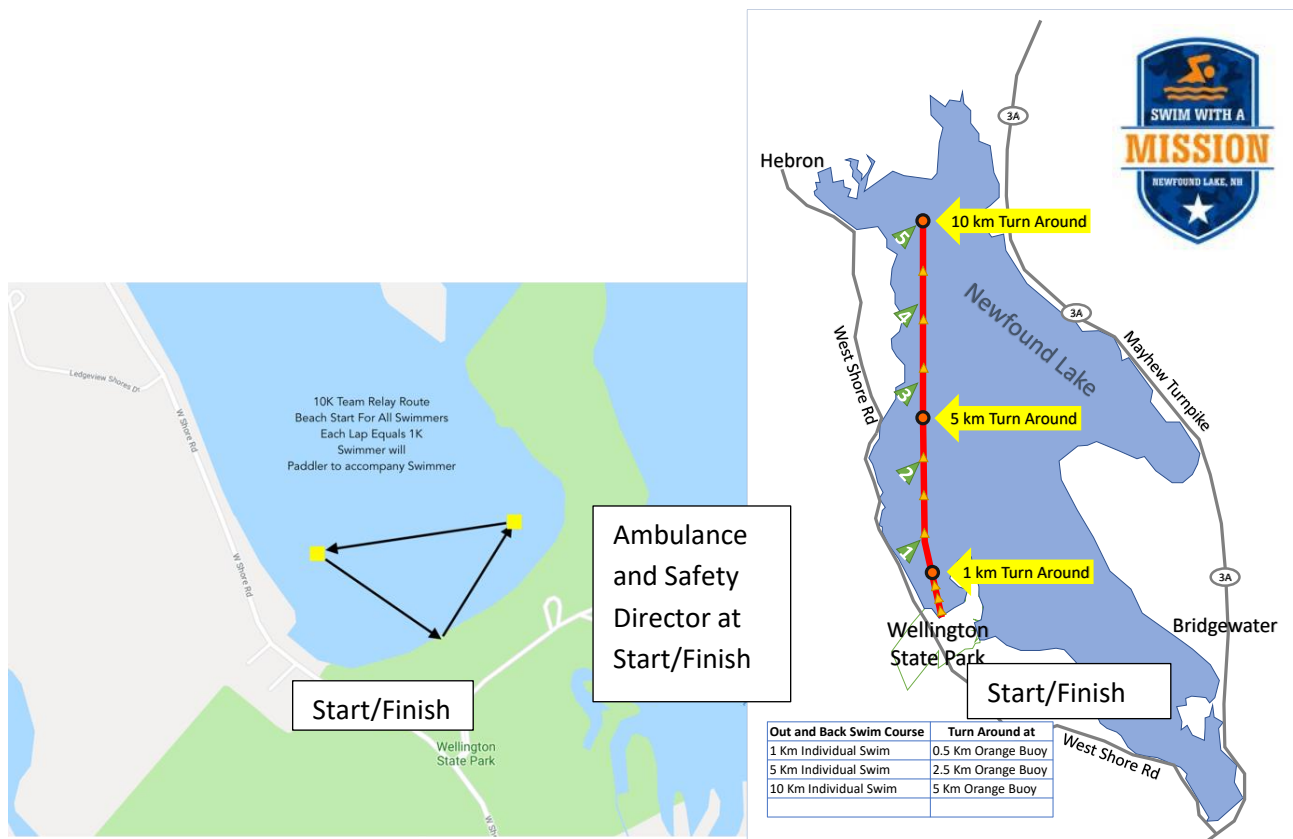 Ledgeview Shores D
W Shore Rd
W Shore Rd
10K Team Relay Route
Beach Start For All Swimmers
Each Lap Equals 1K
Swimmer will
Paddler to accompany Swimmer
Start/Finish
Wellington
State Park
Ambulance
and Safety
Director at
Start/Finish
SWIM WITH A
MISSION
NEWFOUND LAKE, NH
3A
Hebron
10 km Turn Around
5
Newfound Lake
4
3A
West Shore Rd
Mayhew Turnpike
3
5 km Turn Around
2
1
1 km Turn Around
3A
Wellington
State Park
Bridgewater
Start/Finish
West Shore Rd
Out and Back Swim Course Turn Around at
1 Km Individual Swim 0.5 Km Orange Buoy
5 Km Individual Swim 2.5 Km Orange Buoy
10 Km Individual Swim 5 Km Orange Buoy